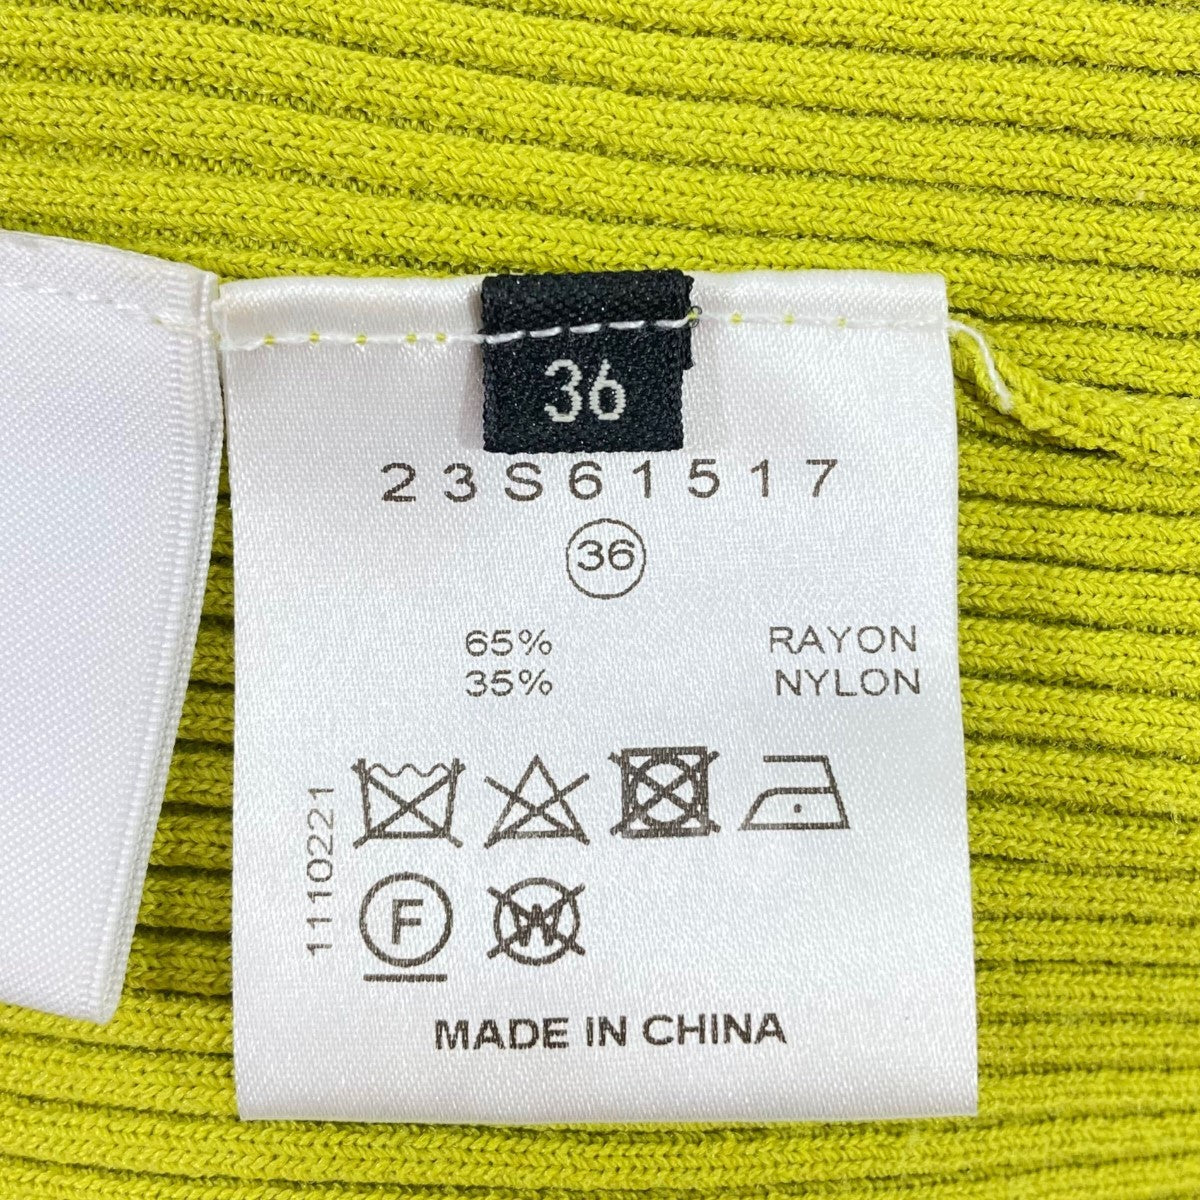 36
23S61517
36
65% RAYON
35% NYLON
1110221
F
W
MADE IN CHINA